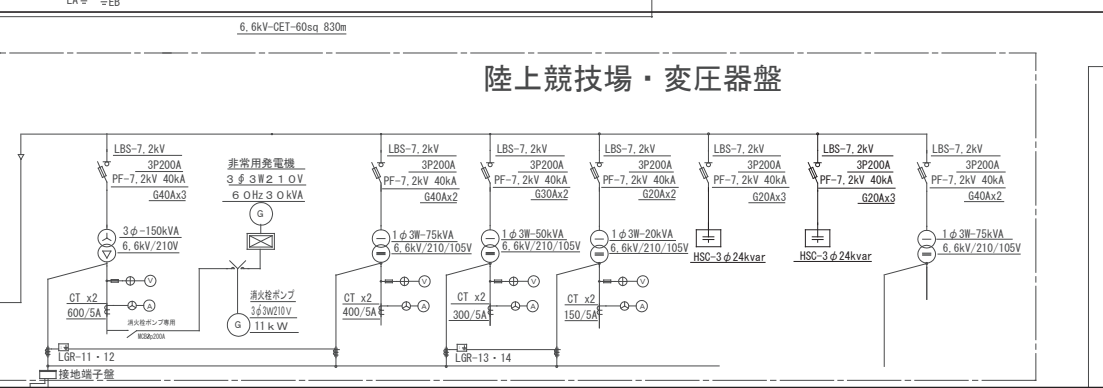 EA EB
6.6kV-CET-60sq 830m
陸上競技場・変圧器盤
LBS-7.2kV
3P200A
PF-7.2kV 40kA
G40Ax3
非常用発電機
3φ3W210V
60Hz30kVA
G
LBS-7.2kV
3P200A
PF-7.2kV 40kA
G40Ax2
LBS-7.2kV
3P200A
PF-7.2kV 40kA
G30Ax2
LBS-7.2kV
3P200A
PF-7.2kV 40kA
G20Ax2
LBS-7.2kV
3P200A
PF-7.2kV 40kA
G20Ax3
LBS-7.2kV
3P200A
PF-7.2kV 40kA
G20Ax3
LBS-7.2kV
3P200A
PF-7.2kV 40kA
G40Ax2
3φ-150kVA
6.6kV/210V
1φ3W-75kVA
6.6kV/210/105V
1φ3W-50kVA
6.6kV/210/105V
1φ3W-20kVA
6.6kV/210/105V
HSC-3φ24kvar
HSC-3φ24kvar
1φ3W-75kVA
6.6kV/210/105V
V
CT x2
600/5A
A
消火栓ポンプ専用
消火栓ポンプ
3φ3W210V
G
11kW
V
CT x2
400/5A
A
V
CT x2
300/5A
A
V
CT x2
150/5A
A
LGR-11・12
LGR-13・14
接地端子盤